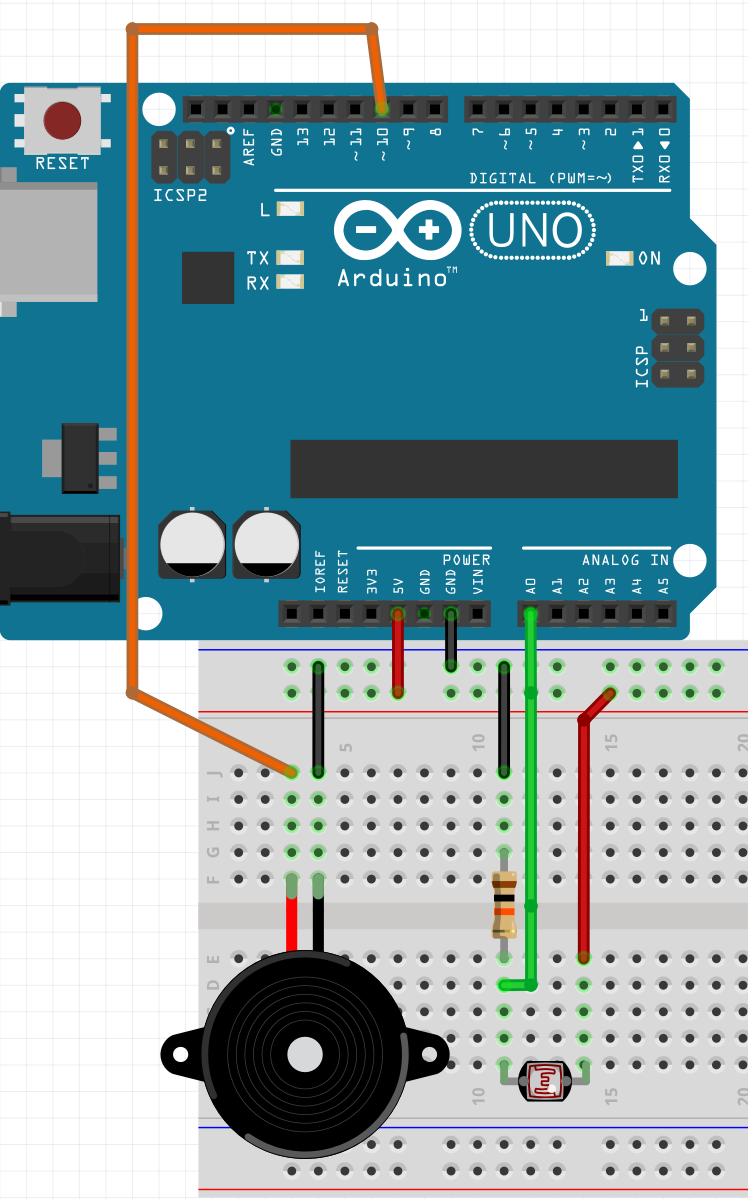 RESET
ICSP2
AREF
GND
13
12
~11
~10
~9
8
7
~6
~5
4
~3
2
TX0▶1
RX0◀0
DIGITAL (PWM=~)
L
TX
RX
Arduino™
UNO
ON
1
ICSP
IOREF
RESET
3V3
5V
GND
GND
VIN
POWER
ANALOG IN
A0
A1
A2
A3
A4
A5
5
10
15
20
J
I
H
G
F
E
D
10
15
20